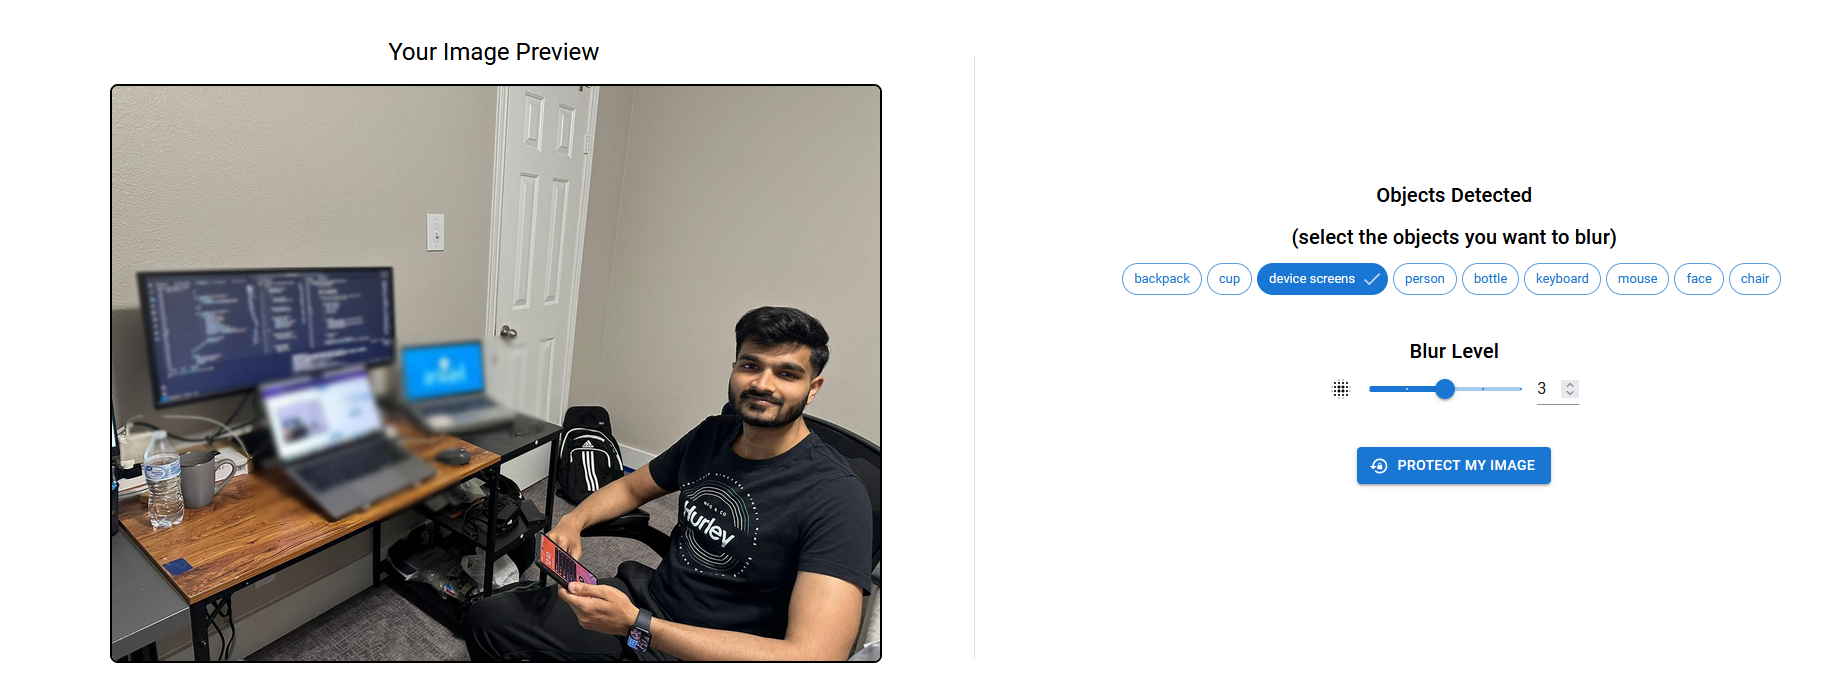 Your Image Preview
intel
Hurley
Objects Detected
(select the objects you want to blur)
backpack
cup
device screens
person
bottle
keyboard
mouse
face
chair
Blur Level
3
PROTECT MY IMAGE